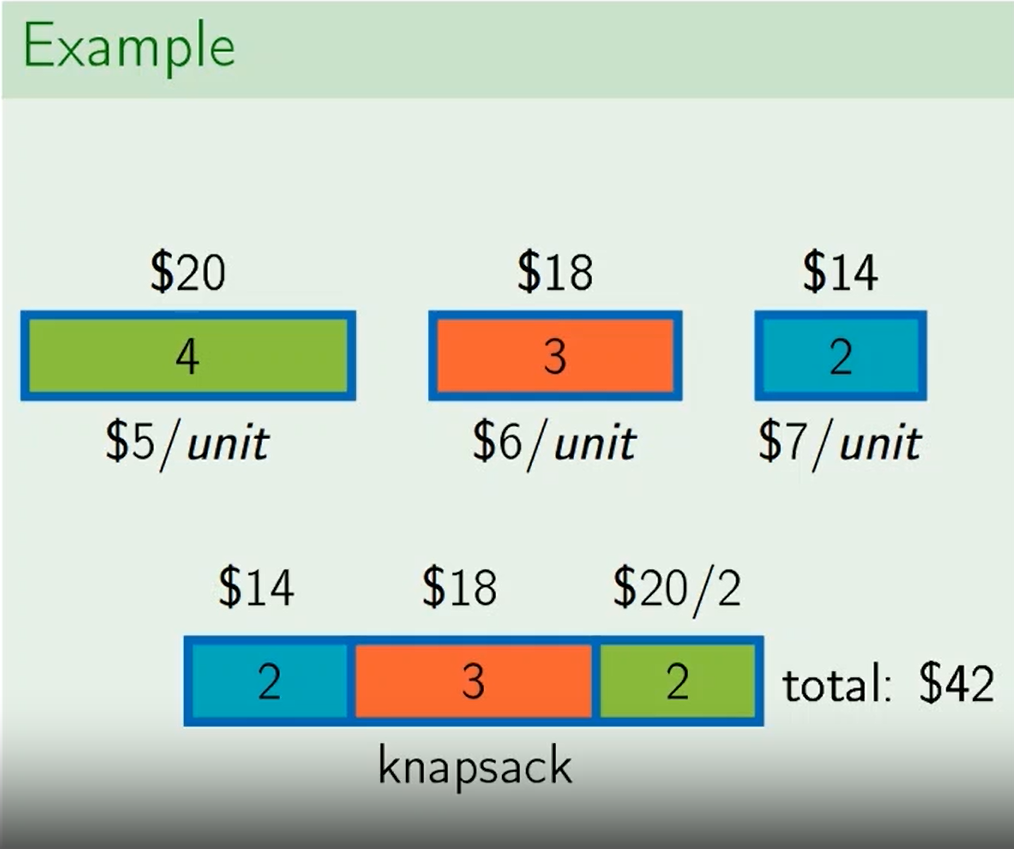 Example
$20 $18 $14
4 3 2
$5/unit $6/unit $7/unit
$14 $18 $20/2
2 3 2 total: $42
knapsack